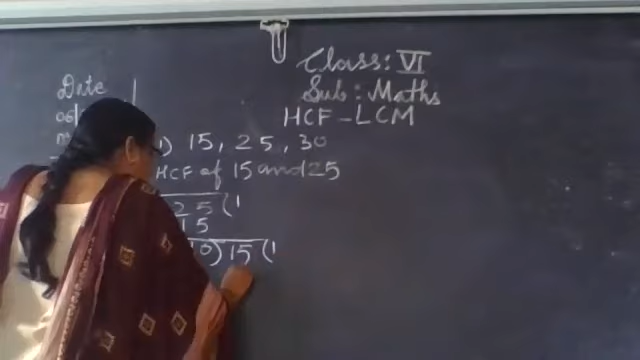 Class: VI
Sub: Maths
HCF - LCM
Date
1) 15, 25, 30
HCF of 15 and 25
25(1
15
10)15(1